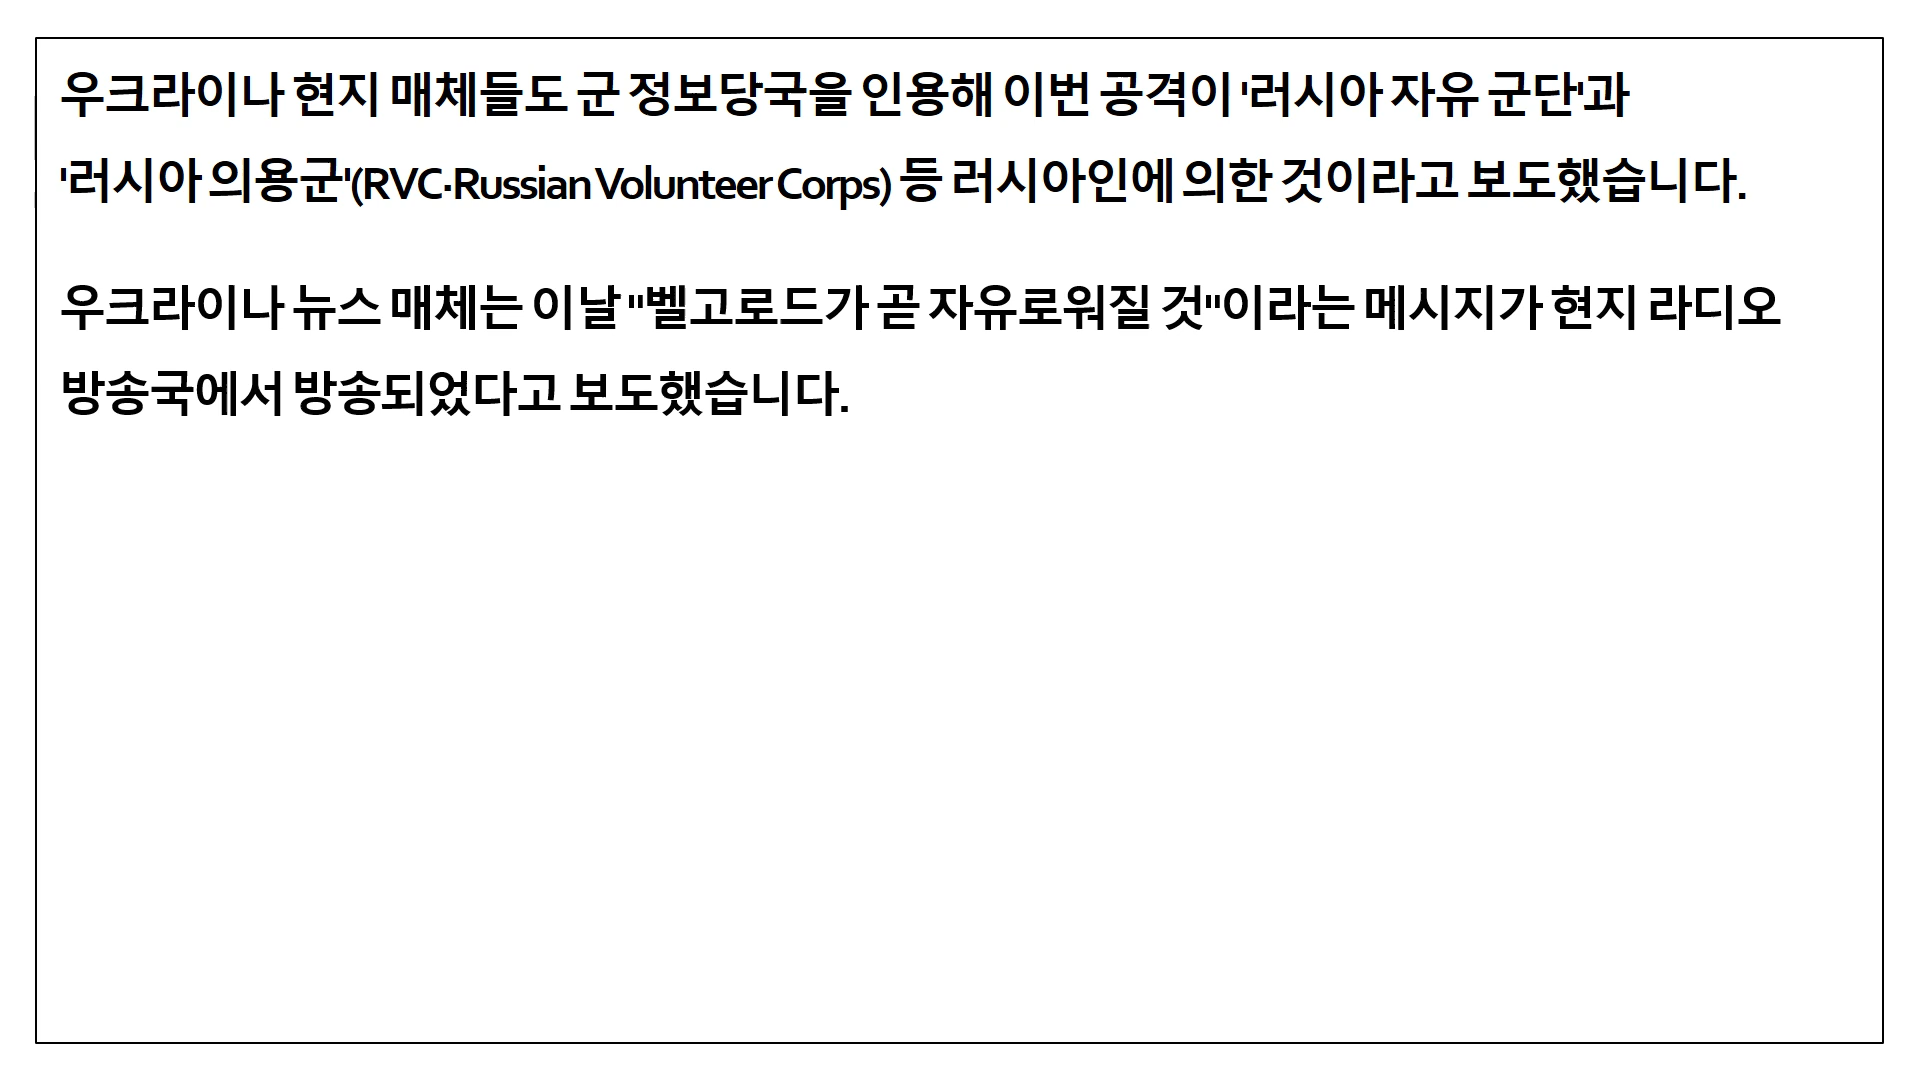 우크라이나 현지 매체들도 군 정보당국을 인용해 이번 공격이 '러시아 자유 군단'과
'러시아 의용군'(RVC·Russian Volunteer Corps) 등 러시아인에 의한 것이라고 보도했습니다.
우크라이나 뉴스 매체는 이날 "벨고로드가 곧 자유로워질 것"이라는 메시지가 현지 라디오
방송국에서 방송되었다고 보도했습니다.